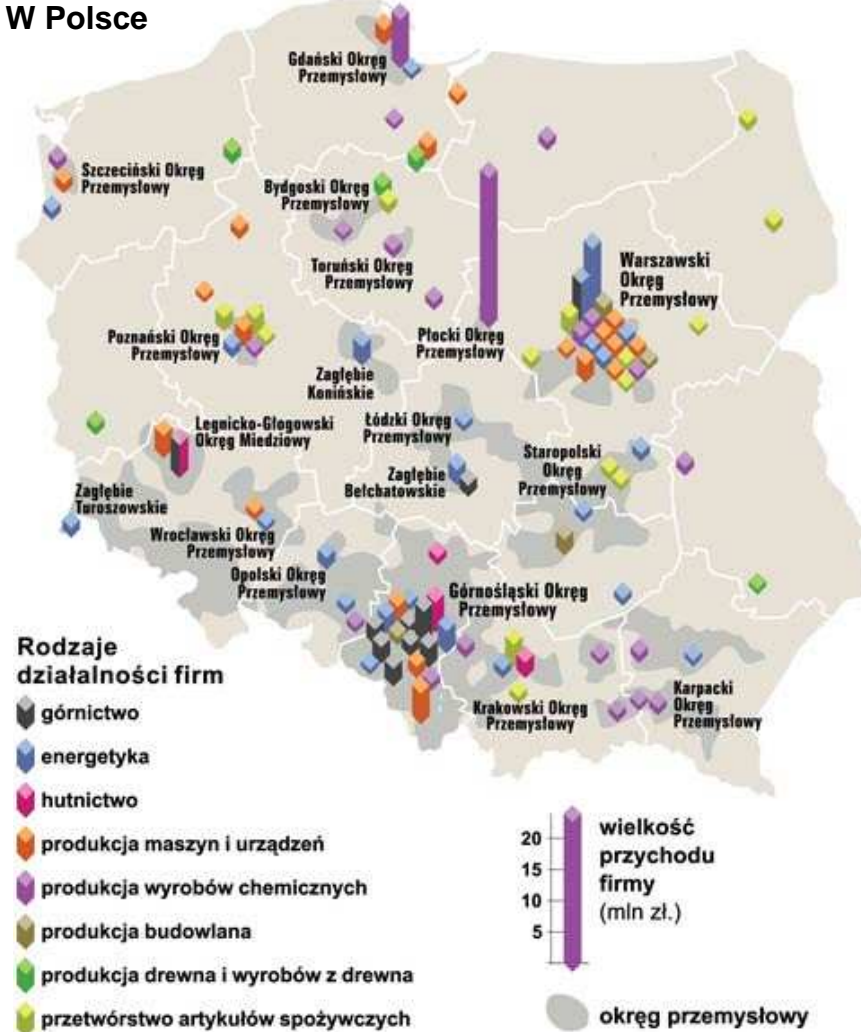 W Polsce
Gdański Okręg
Przemysłowy
Szczeciński Okręg
Przemysłowy
Bydgoski Okręg
Przemysłowy
Toruński Okręg
Przemysłowy
Warszawski
Okręg
Przemysłowy
Poznański Okręg
Przemysłowy
Płocki Okręg
Przemysłowy
Zagłębie
Konińskie
Legnicko-Głogowski
Okręg Miedziowy
Łódzki Okręg
Przemysłowy
Staropolski
Okręg
Przemysłowy
Zagłębie
Bełchatowskie
Zagłębie
Turoszowskie
Wrocławski Okręg
Przemysłowy
Opolski Okręg
Przemysłowy
Górnośląski Okręg
Przemysłowy
Krakowski Okręg
Przemysłowy
Karpacki
Okręg
Przemysłowy
Rodzaje
działalności firm
górnictwo
energetyka
hutnictwo
produkcja maszyn i urządzeń
produkcja wyrobów chemicznych
produkcja budowlana
produkcja drewna i wyrobów z drewna
przetwórstwo artykułów spożywczych
20
15
10
5
wielkość
przychodu
firmy
(mln zł.)
okręg przemysłowy